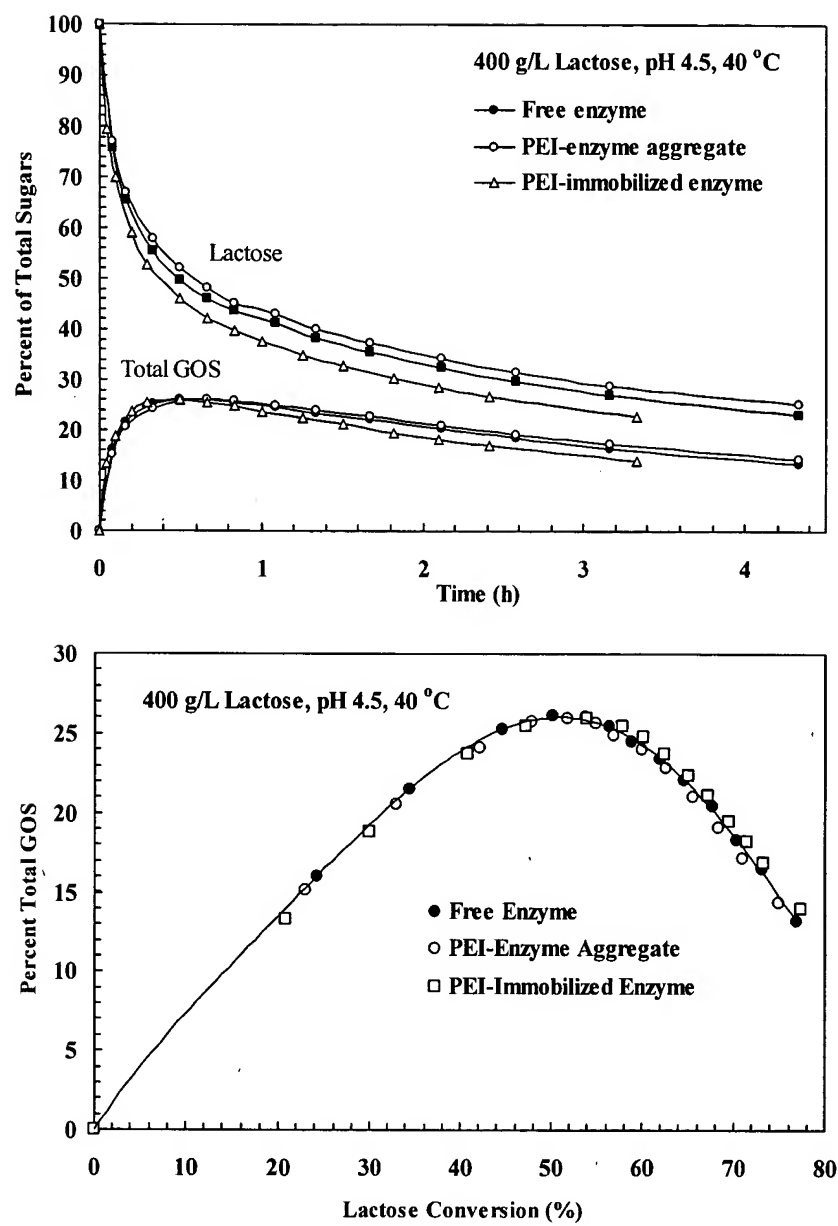 100
90
80
70
60
50
40
30
20
10
0
Percent of Total Sugars
400 g/L Lactose, pH 4.5, 40 °C
Free enzyme
PEI-enzyme aggregate
PEI-immobilized enzyme
Lactose
Total GOS
0 1 2 3 4
Time (h)
30
25
20
15
10
5
0
Percent Total GOS
400 g/L Lactose, pH 4.5, 40 °C
Free Enzyme
PEI-Enzyme Aggregate
PEI-Immobilized Enzyme
0 10 20 30 40 50 60 70 80
Lactose Conversion (%)